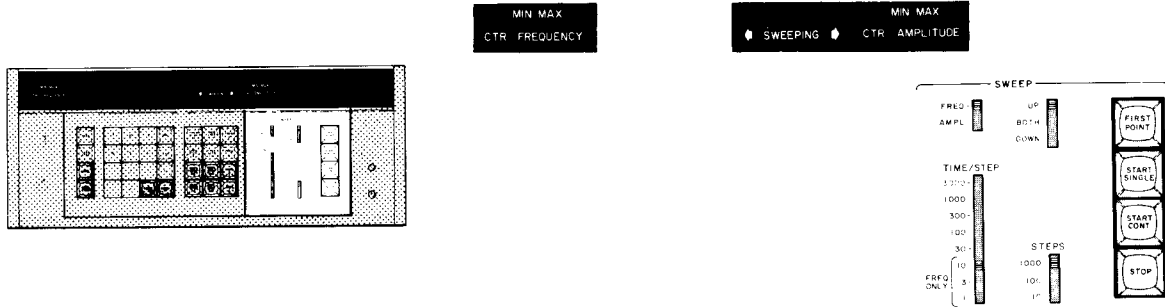 MIN MAX
CTR FREQUENCY
MIN MAX
SWEEPING CTR AMPLITUDE
SWEEP
FREQ
AMPL
UP
BOTH
DOWN
FIRST POINT
TIME/STEP
1000
300
100
30
10
3
1
FREQ ONLY
START SINGLE
START CONT
STEPS
1000
100
10
STOP